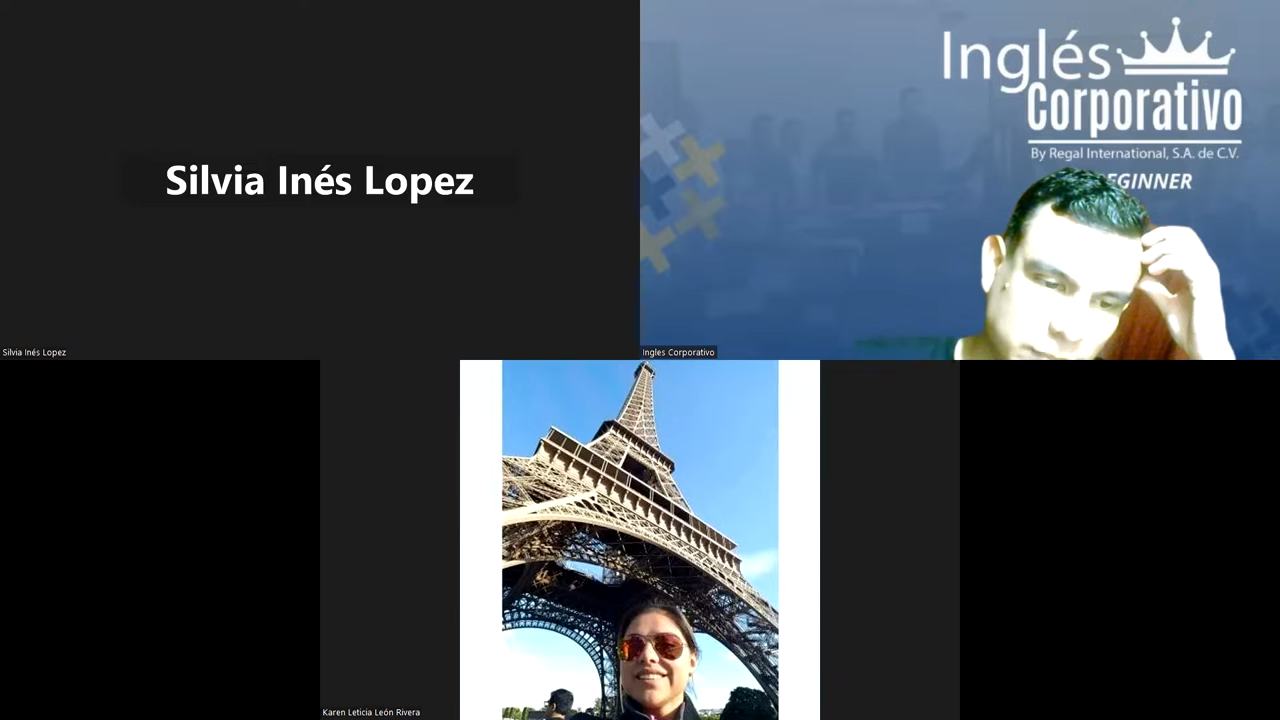 Silvia Inés Lopez
Silvia Inés Lopez
Inglés
Corporativo
By Regal International, S.A. de C.V.
EGINNER
Ingles Corporativo
Karen Leticia León Rivera